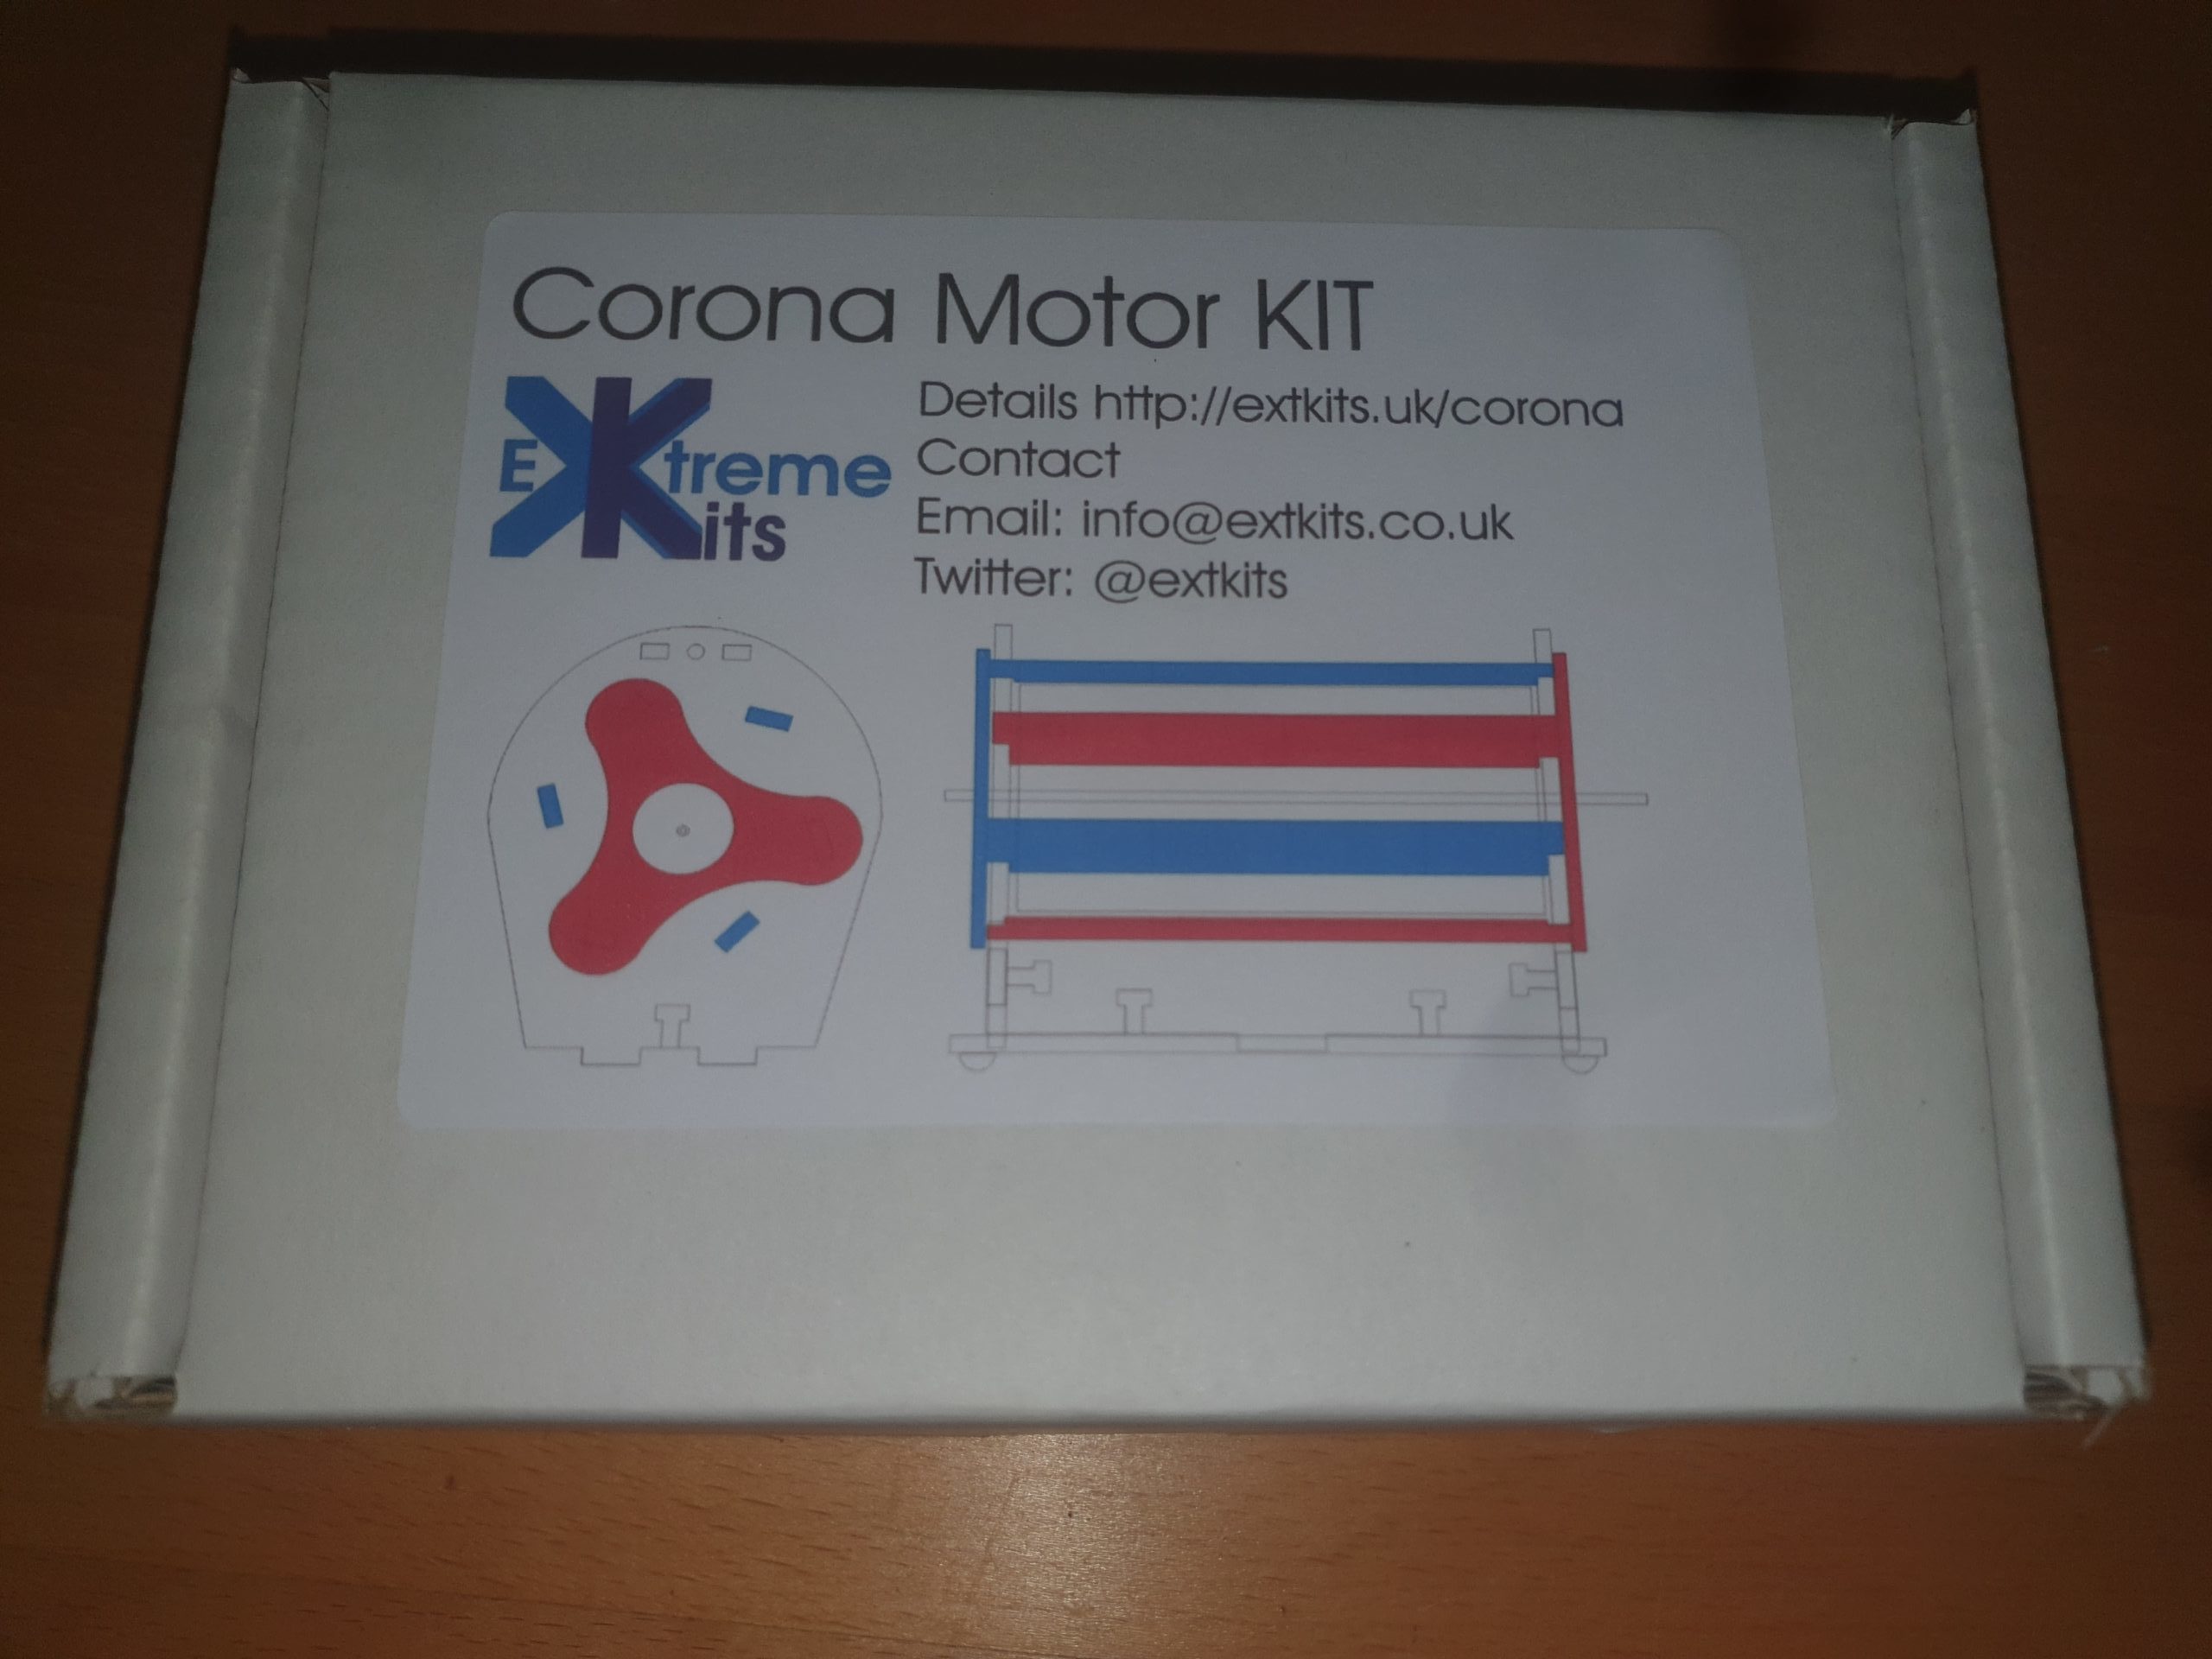 Corona Motor KIT
Extreme
Kits
Details http://extkits.uk/corona
Contact
Email: info@extkits.co.uk
Twitter: @extkits